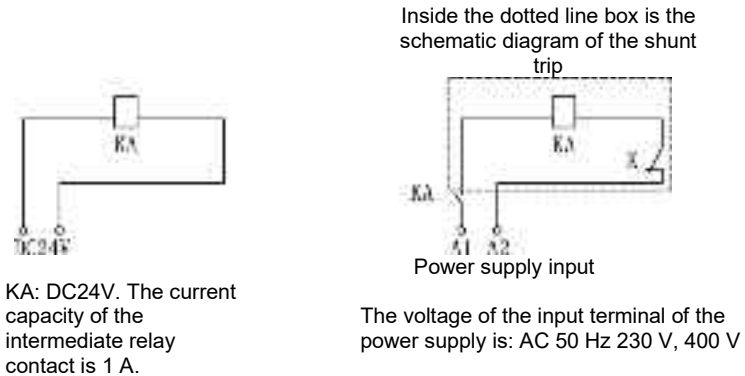 Inside the dotted line box is the
schematic diagram of the shunt
trip
KA
KA
K
KA
DC24V
A1 A2
Power supply input
KA: DC24V. The current
capacity of the
intermediate relay
contact is 1 A.
The voltage of the input terminal of the
power supply is: AC 50 Hz 230 V, 400 V